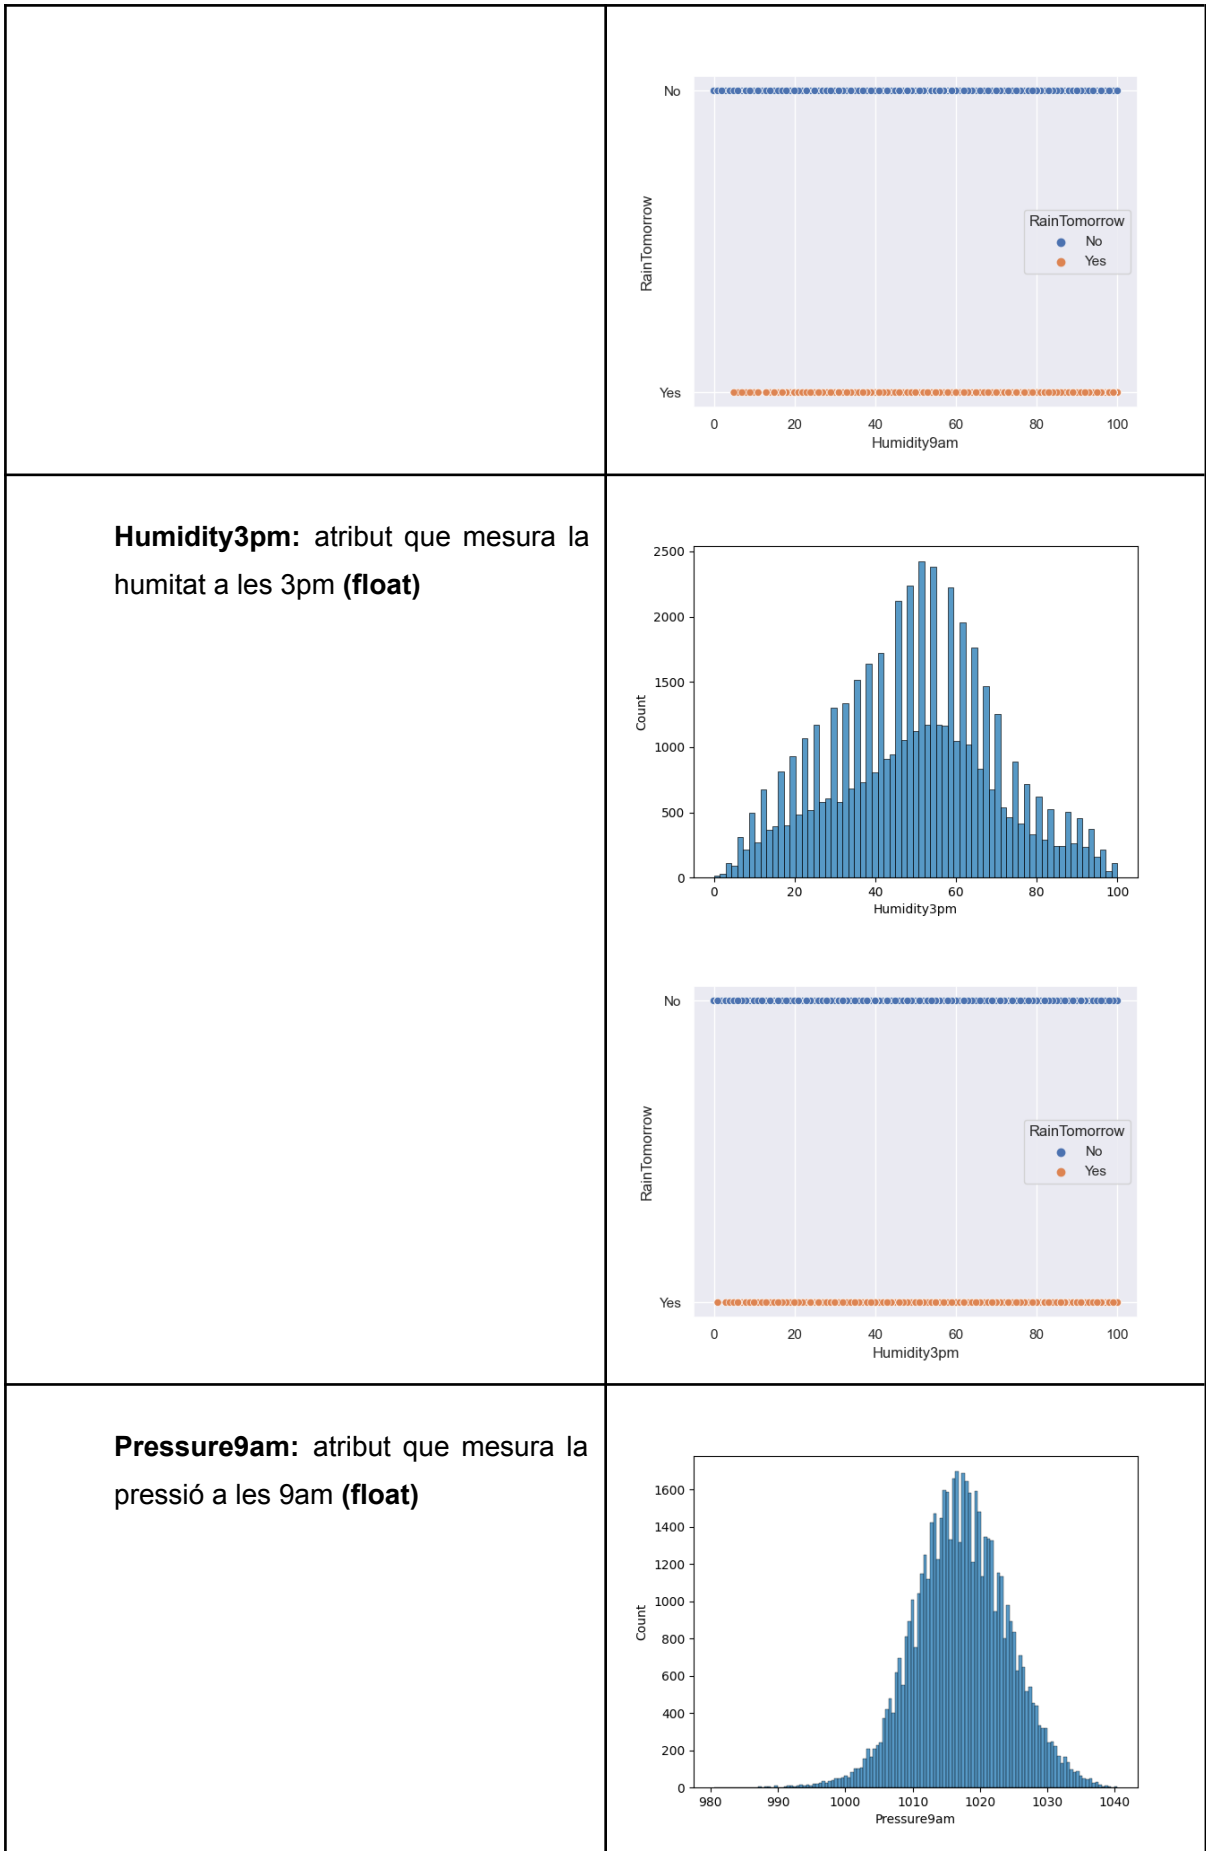 No
RainTomorrow
RainTomorrow
No
Yes
Yes
0 20 40 60 80 100
Humidity9am
Humidity3pm: atribut que mesura la
humitat a les 3pm (float)
2500
2000
1500
Count
1000
500
0
0 20 40 60 80 100
Humidity3pm
No
RainTomorrow
RainTomorrow
No
Yes
Yes
0 20 40 60 80 100
Humidity3pm
Pressure9am: atribut que mesura la
pressió a les 9am (float)
1600
1400
1200
1000
Count
800
600
400
200
0
980 990 1000 1010 1020 1030 1040
Pressure9am